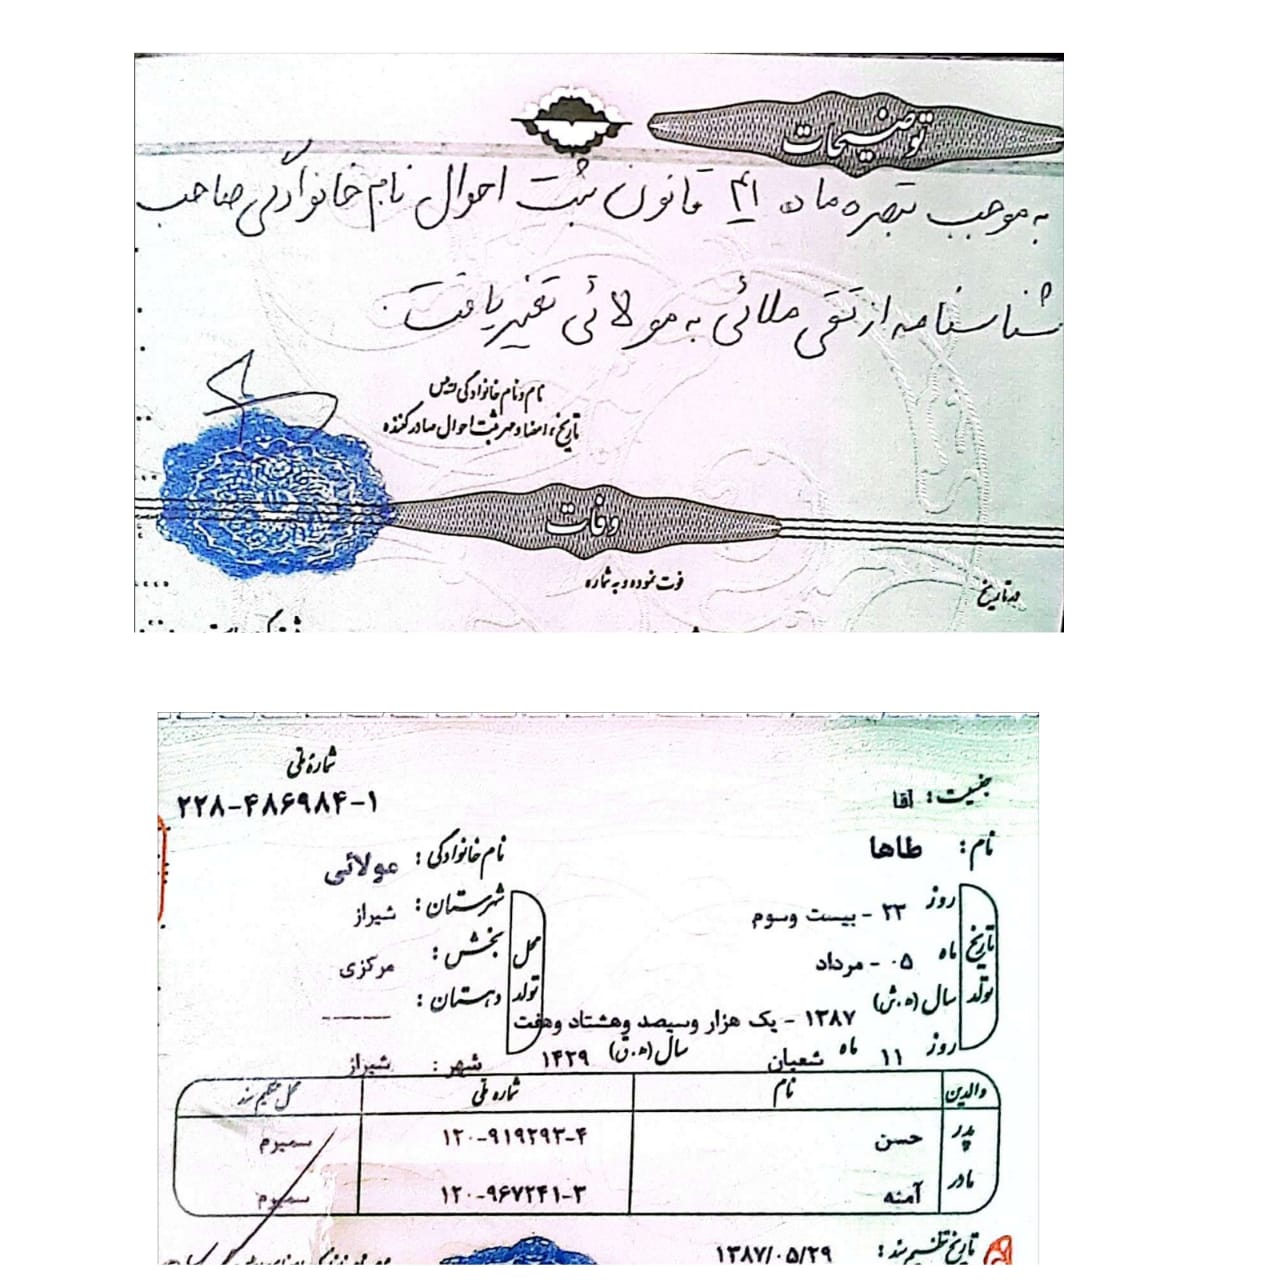 توضیحات
به موجب تبصره ماده ۴۱ قانون ثبت احوال نام خانوادگی صاحب
شناسنامه از تقی ملائی به مولائی تغییر یافت.
نام و نام خانوادگی رئیس
تاریخ، امضا و مهر ثبت احوال صادر کننده
وفات
در تاریخ فوت نموده و به شماره
شمارۀ ملی
۲۲۸-۴۸۶۹۸۴-۱
جنسیت: آقا
نام: طاها
نام خانوادگی: مولائی
تاریخ تولد
روز ۲۳ - بیست وسوم
ماه ۰۵ - مرداد
سال (ه.ش) ۱۳۸۷ - یک هزار وسیصد وهشتاد وهفت
روز ۱۱ ماه شعبان سال (ه.ق) ۱۴۲۹
محل تولد
شهرستان: شیراز
بخش: مرکزی
دهستان: -----
شهر: شیراز
والدین نام شماره ملی محل تنظیم سند
پدر حسن ۱۲۰-۹۱۹۲۹۳-۴ سمیرم
مادر آمنه ۱۲۰-۹۶۷۲۴۱-۳ سمیرم
تاریخ تنظیم سند: ۱۳۸۷/۰۵/۲۹